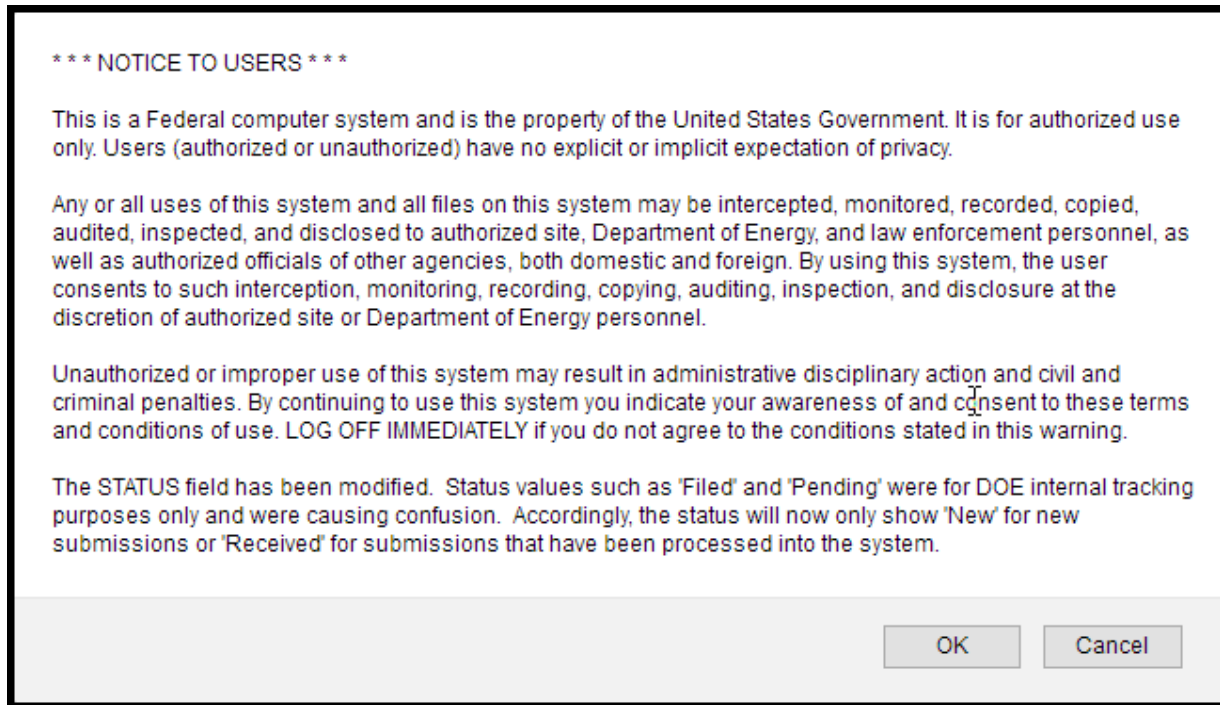 * * * NOTICE TO USERS * * *
This is a Federal computer system and is the property of the United States Government. It is for authorized use
only. Users (authorized or unauthorized) have no explicit or implicit expectation of privacy.
Any or all uses of this system and all files on this system may be intercepted, monitored, recorded, copied,
audited, inspected, and disclosed to authorized site, Department of Energy, and law enforcement personnel, as
well as authorized officials of other agencies, both domestic and foreign. By using this system, the user
consents to such interception, monitoring, recording, copying, auditing, inspection, and disclosure at the
discretion of authorized site or Department of Energy personnel.
Unauthorized or improper use of this system may result in administrative disciplinary action and civil and
criminal penalties. By continuing to use this system you indicate your awareness of and consent to these terms
and conditions of use. LOG OFF IMMEDIATELY if you do not agree to the conditions stated in this warning.
The STATUS field has been modified.  Status values such as 'Filed' and 'Pending' were for DOE internal tracking
purposes only and were causing confusion.  Accordingly, the status will now only show 'New' for new
submissions or 'Received' for submissions that have been processed into the system.
OK Cancel